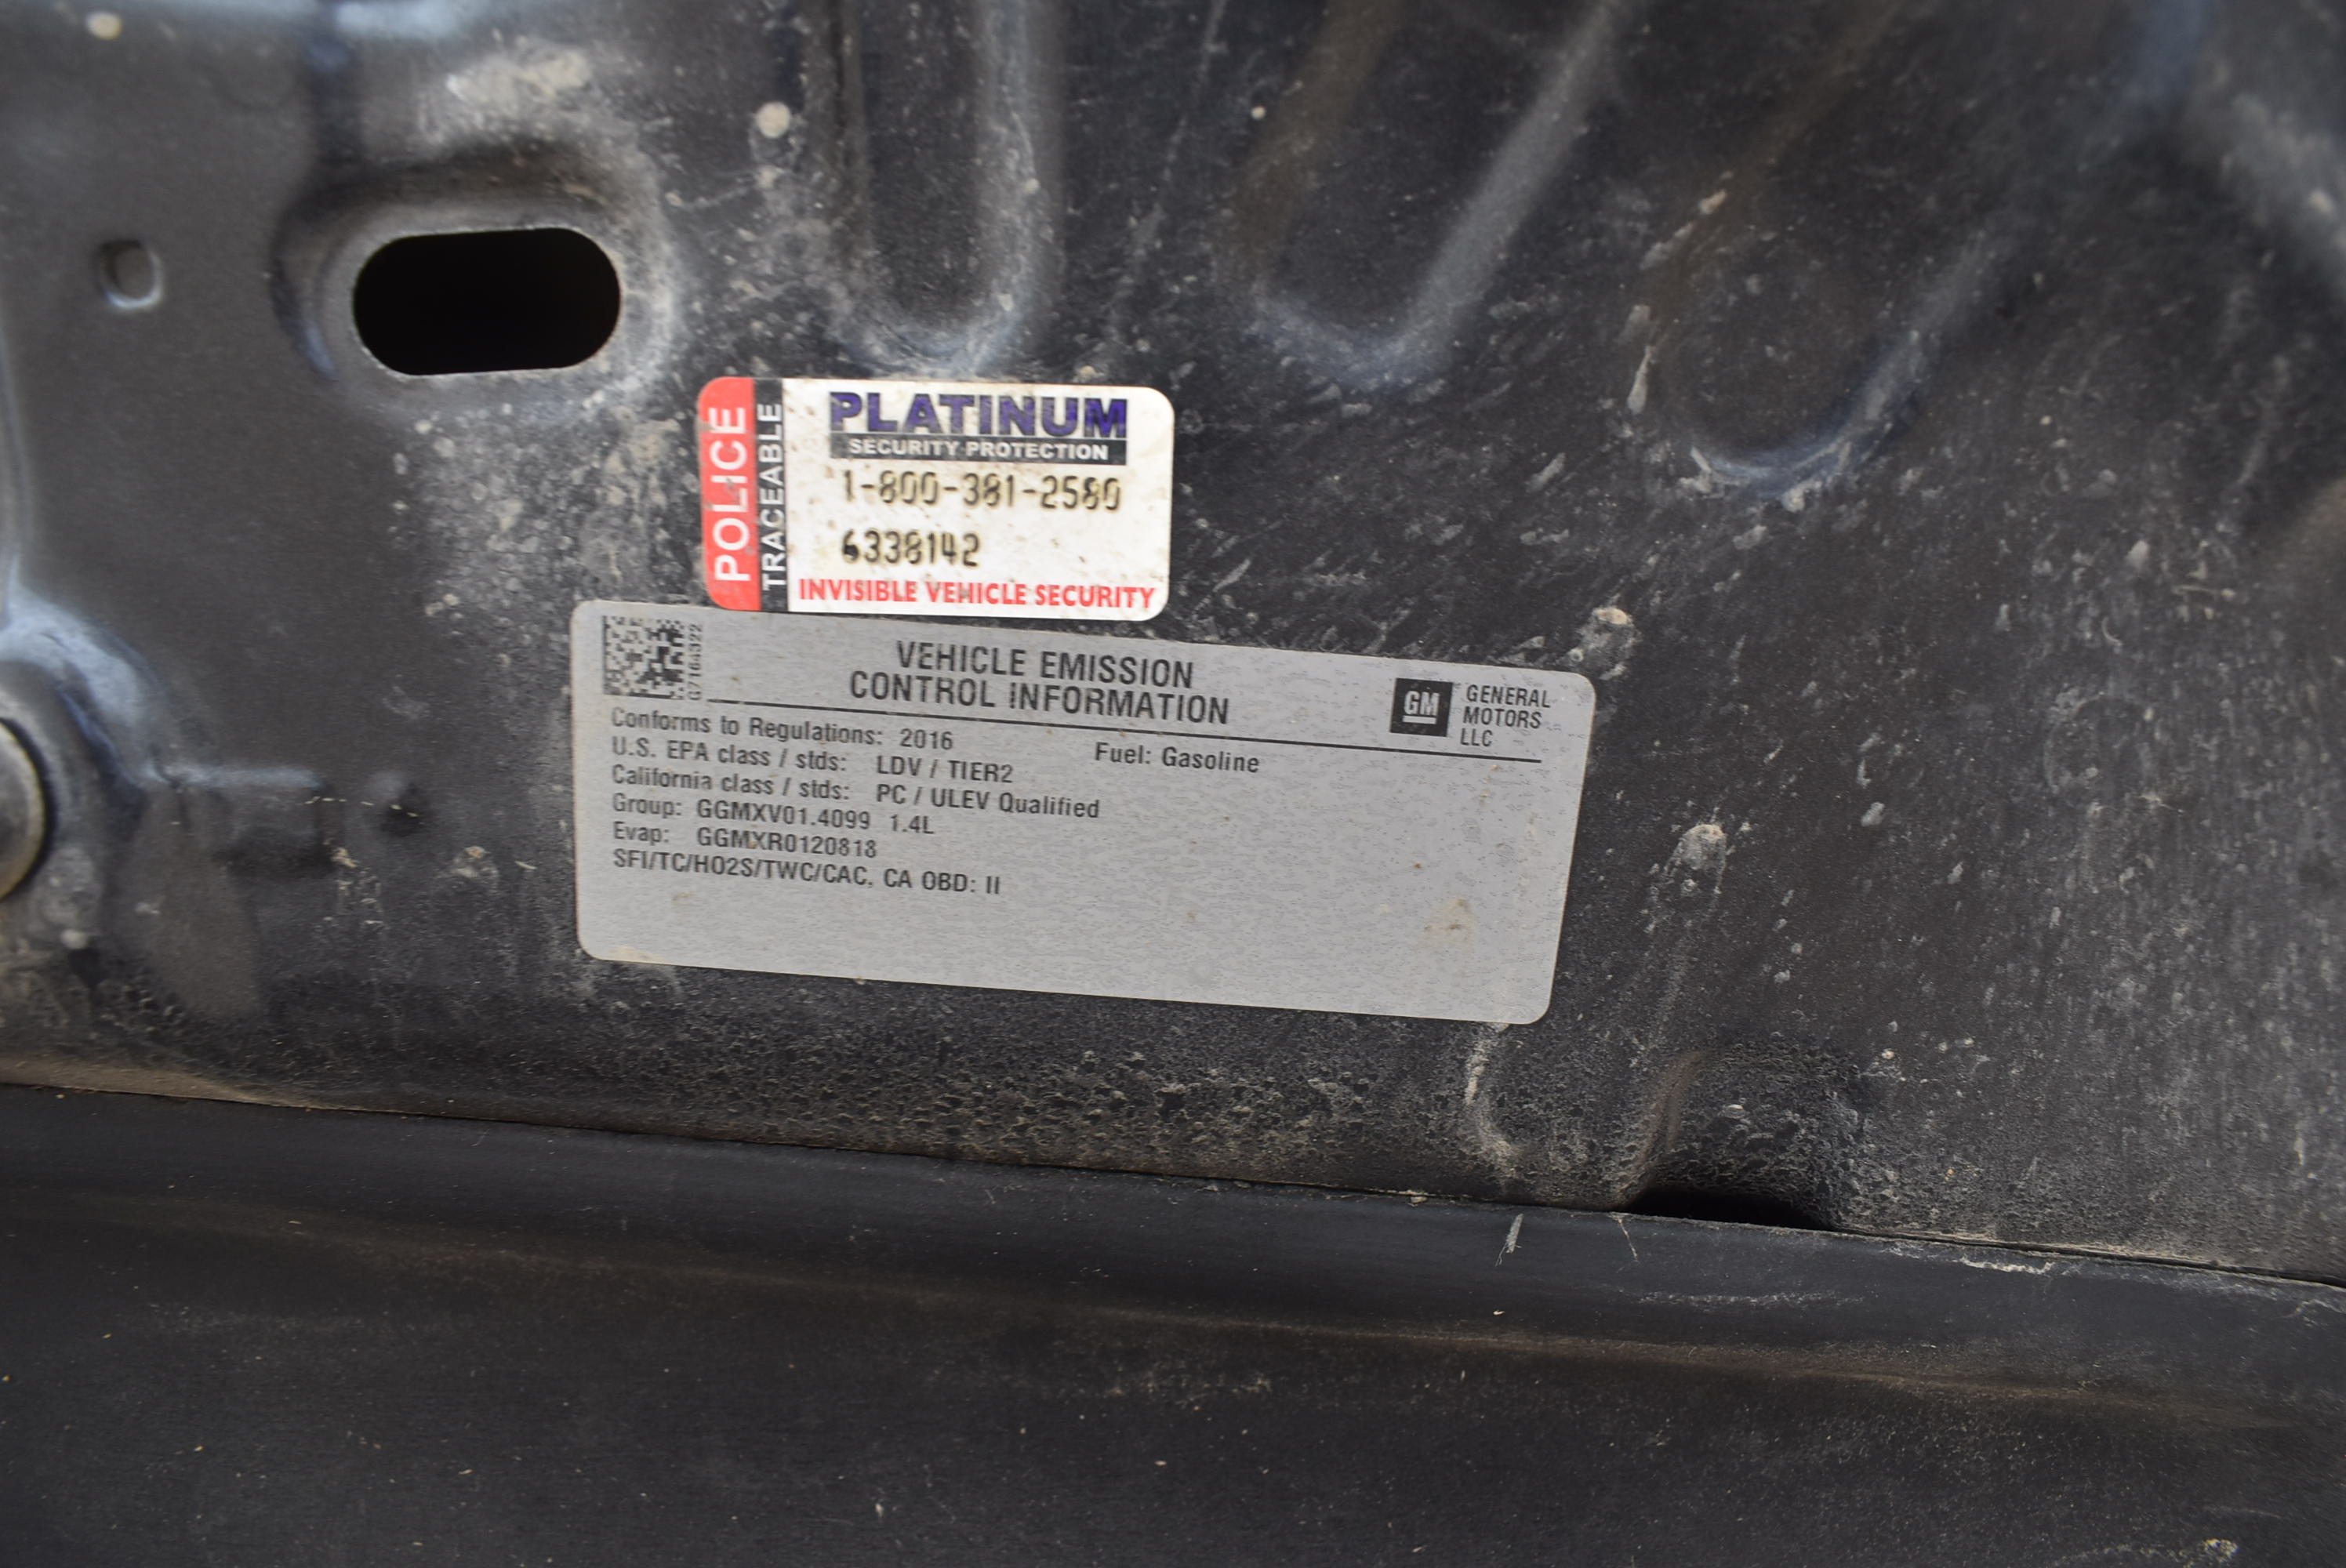 POLICE
TRACEABLE
PLATINUM
SECURITY PROTECTION
1-800-381-2580
6338142
INVISIBLE VEHICLE SECURITY
G7164322
VEHICLE EMISSION
CONTROL INFORMATION
GM
GENERAL
MOTORS
LLC
Conforms to Regulations: 2016
Fuel: Gasoline
U.S. EPA class / stds: LDV / TIER2
California class / stds: PC / ULEV Qualified
Group: GGMXV01.4099 1.4L
Evap: GGMXR0120818
SFI/TC/HO2S/TWC/CAC, CA OBD: II